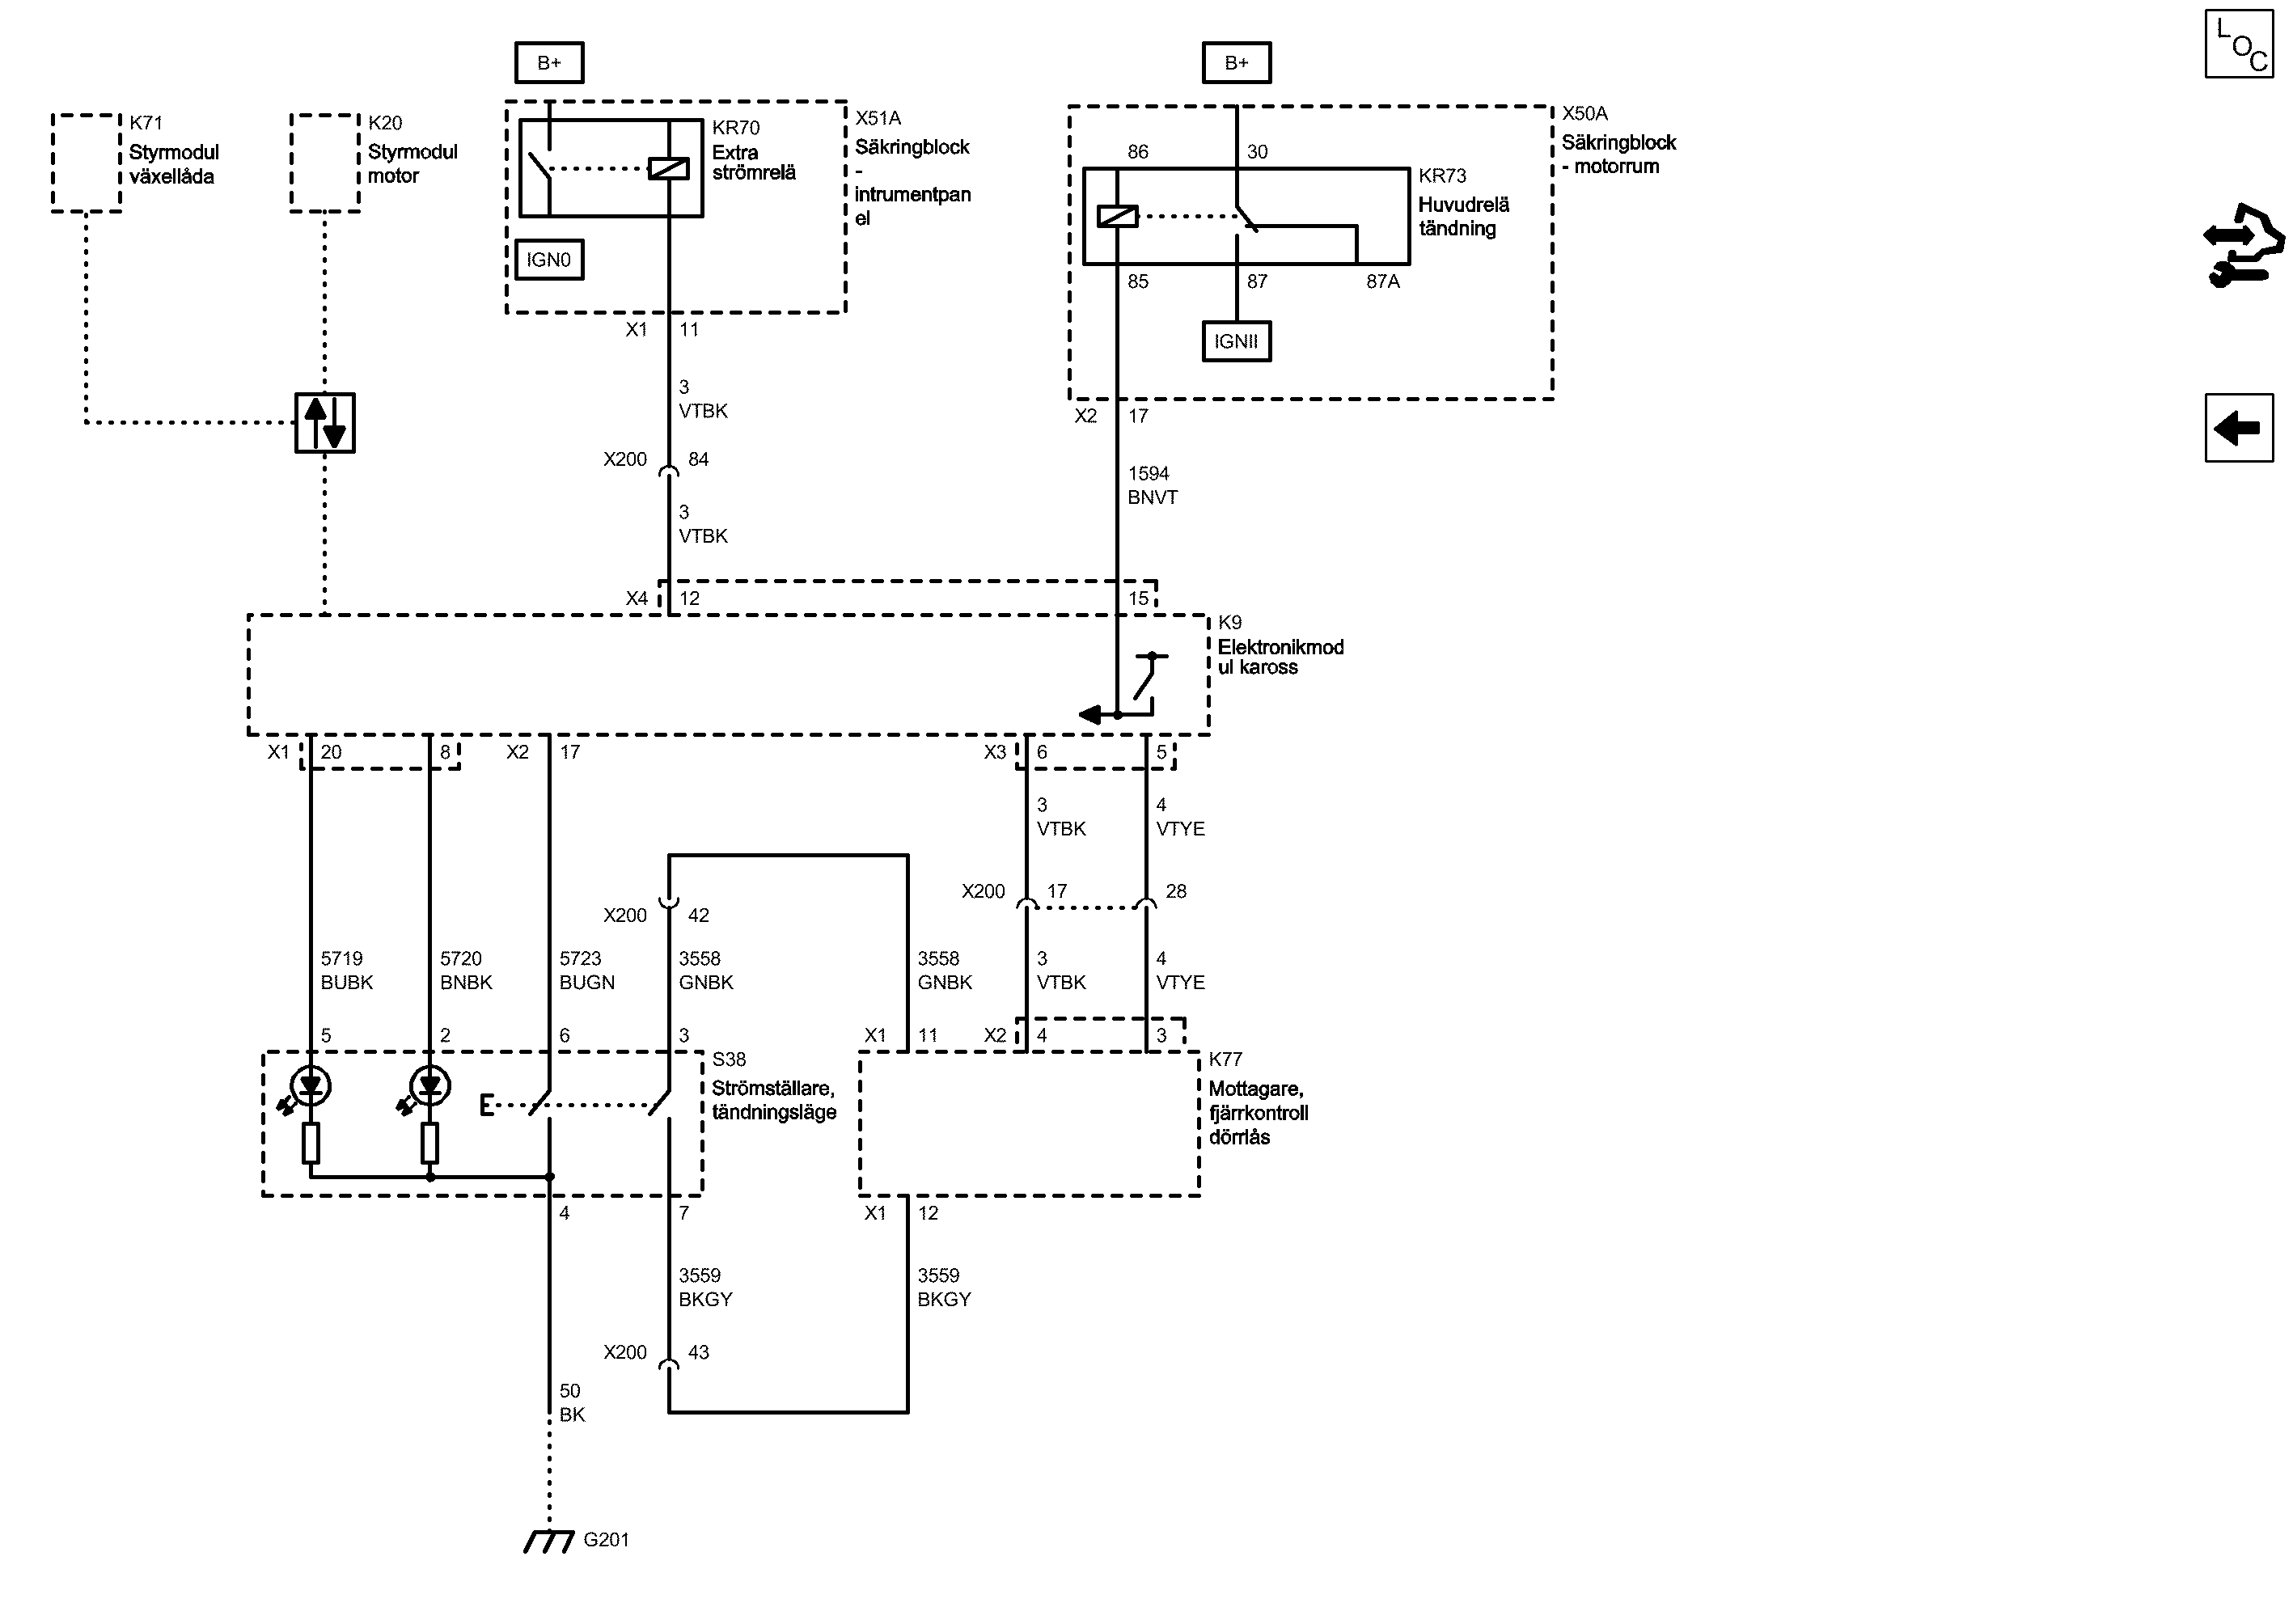 L
O
C
B+
B+
K71
Styrmodul
växellåda
K20
Styrmodul
motor
KR70
Extra
strömrelä
X51A
Säkringblock
-
intrumentpan
el
IGN0
X1 11
86 30
KR73
Huvudrelä
tändning
X50A
Säkringblock
- motorrum
85 87 87A
IGNII
3
VTBK
X2 17
X200 84
1594
BNVT
3
VTBK
X4 12 15
K9
Elektronikmod
ul kaross
X1 20 8 X2 17 X3 6 5
3
VTBK
4
VTYE
X200 17 28
X200 42
5719
BUBK
5720
BNBK
5723
BUGN
3558
GNBK
3558
GNBK
3
VTBK
4
VTYE
5 2 6 3 X1 11 X2 4 3
S38
Strömställare,
tändningsläge
K77
Mottagare,
fjärrkontroll
dörrlås
4 7 X1 12
3559
BKGY
3559
BKGY
X200 43
50
BK
G201